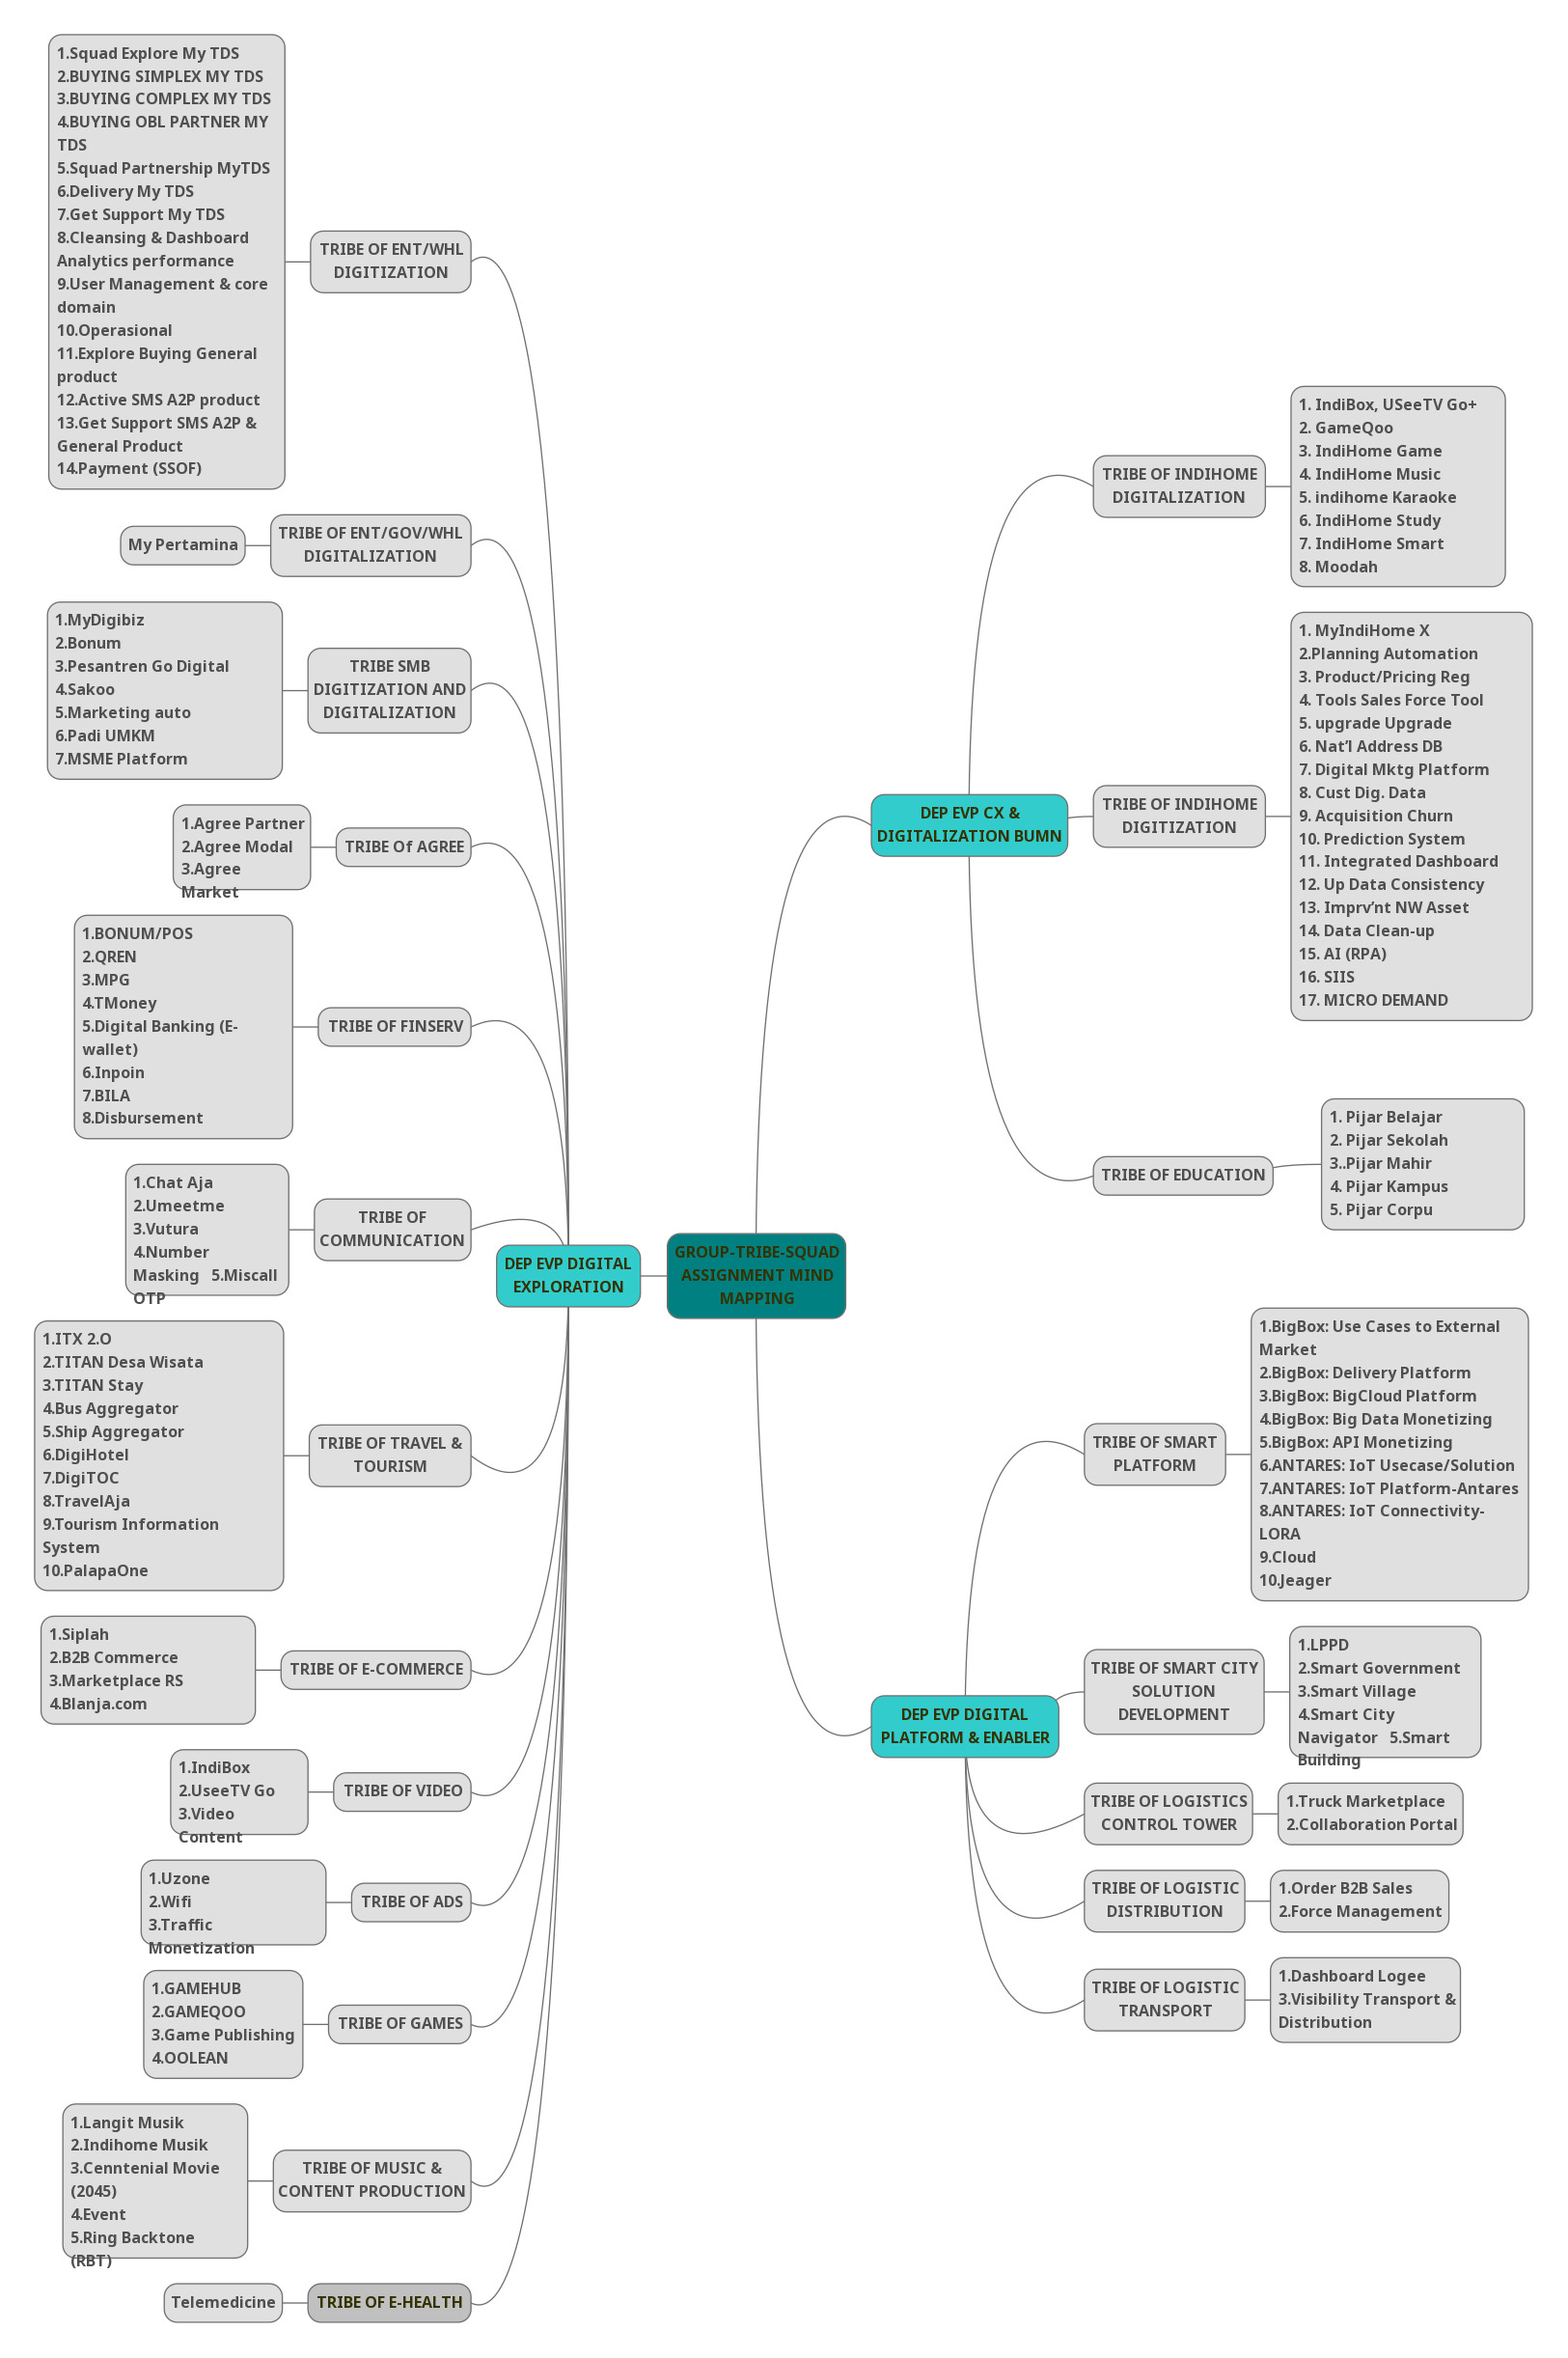 GROUP-TRIBE-SQUAD
ASSIGNMENT MIND
MAPPING
DEP EVP DIGITAL
EXPLORATION
TRIBE OF ENT/WHL
DIGITIZATION
1.Squad Explore My TDS
2.BUYING SIMPLEX MY TDS
3.BUYING COMPLEX MY TDS
4.BUYING OBL PARTNER MY
TDS
5.Squad Partnership MyTDS
6.Delivery My TDS
7.Get Support My TDS
8.Cleansing & Dashboard
Analytics performance
9.User Management & core
domain
10.Operasional
11.Explore Buying General
product
12.Active SMS A2P product
13.Get Support SMS A2P &
General Product
14.Payment (SSOF)
TRIBE OF ENT/GOV/WHL
DIGITALIZATION
My Pertamina
TRIBE SMB
DIGITIZATION AND
DIGITALIZATION
1.MyDigibiz
2.Bonum
3.Pesantren Go Digital
4.Sakoo
5.Marketing auto
6.Padi UMKM
7.MSME Platform
TRIBE Of AGREE
1.Agree Partner
2.Agree Modal
3.Agree
Market
TRIBE OF FINSERV
1.BONUM/POS
2.QREN
3.MPG
4.TMoney
5.Digital Banking (E-
wallet)
6.Inpoin
7.BILA
8.Disbursement
TRIBE OF
COMMUNICATION
1.Chat Aja
2.Umeetme
3.Vutura
4.Number
Masking   5.Miscall
OTP
TRIBE OF TRAVEL &
TOURISM
1.ITX 2.O
2.TITAN Desa Wisata
3.TITAN Stay
4.Bus Aggregator
5.Ship Aggregator
6.DigiHotel
7.DigiTOC
8.TravelAja
9.Tourism Information
System
10.PalapaOne
TRIBE OF E-COMMERCE
1.Siplah
2.B2B Commerce
3.Marketplace RS
4.Blanja.com
TRIBE OF VIDEO
1.IndiBox
2.UseeTV Go
3.Video
Content
TRIBE OF ADS
1.Uzone
2.Wifi
3.Traffic
Monetization
TRIBE OF GAMES
1.GAMEHUB
2.GAMEQOO
3.Game Publishing
4.OOLEAN
TRIBE OF MUSIC &
CONTENT PRODUCTION
1.Langit Musik
2.Indihome Musik
3.Cenntenial Movie
(2045)
4.Event
5.Ring Backtone
(RBT)
TRIBE OF E-HEALTH
Telemedicine
DEP EVP CX &
DIGITALIZATION BUMN
TRIBE OF INDIHOME
DIGITALIZATION
1. IndiBox, USeeTV Go+
2. GameQoo
3. IndiHome Game
4. IndiHome Music
5. indihome Karaoke
6. IndiHome Study
7. IndiHome Smart
8. Moodah
TRIBE OF INDIHOME
DIGITIZATION
1. MyIndiHome X
2.Planning Automation
3. Product/Pricing Reg
4. Tools Sales Force Tool
5. upgrade Upgrade
6. Nat’l Address DB
7. Digital Mktg Platform
8. Cust Dig. Data
9. Acquisition Churn
10. Prediction System
11. Integrated Dashboard
12. Up Data Consistency
13. Imprv’nt NW Asset
14. Data Clean-up
15. AI (RPA)
16. SIIS
17. MICRO DEMAND
TRIBE OF EDUCATION
1. Pijar Belajar
2. Pijar Sekolah
3..Pijar Mahir
4. Pijar Kampus
5. Pijar Corpu
DEP EVP DIGITAL
PLATFORM & ENABLER
TRIBE OF SMART
PLATFORM
1.BigBox: Use Cases to External
Market
2.BigBox: Delivery Platform
3.BigBox: BigCloud Platform
4.BigBox: Big Data Monetizing
5.BigBox: API Monetizing
6.ANTARES: IoT Usecase/Solution
7.ANTARES: IoT Platform-Antares
8.ANTARES: IoT Connectivity-
LORA
9.Cloud
10.Jeager
TRIBE OF SMART CITY
SOLUTION
DEVELOPMENT
1.LPPD
2.Smart Government
3.Smart Village
4.Smart City
Navigator   5.Smart
Building
TRIBE OF LOGISTICS
CONTROL TOWER
1.Truck Marketplace
2.Collaboration Portal
TRIBE OF LOGISTIC
DISTRIBUTION
1.Order B2B Sales
2.Force Management
TRIBE OF LOGISTIC
TRANSPORT
1.Dashboard Logee
3.Visibility Transport &
Distribution